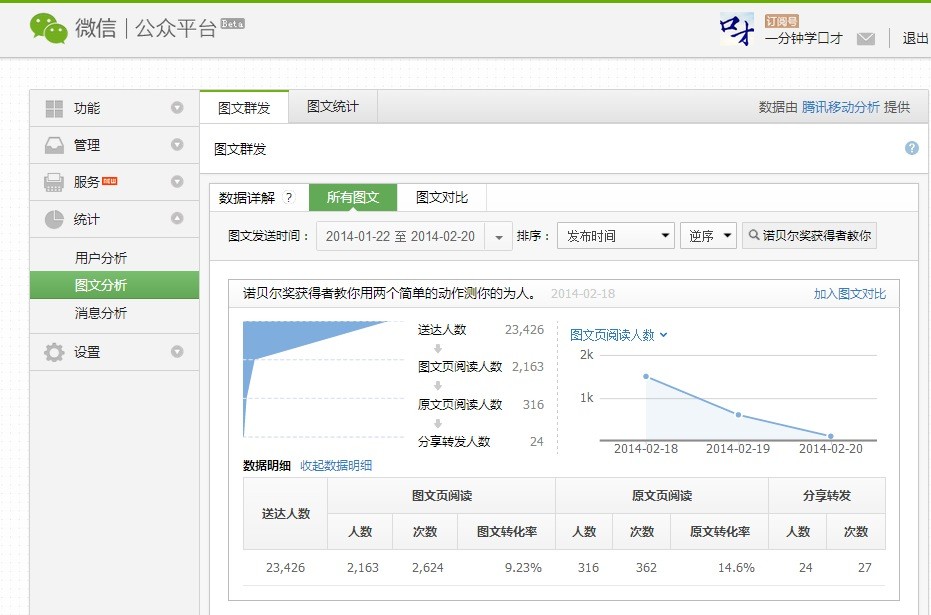 微信 | 公众平台 Beta
订阅号
一分钟学口才 退出
口才
功能
管理
服务 NEW
统计
用户分析
图文分析
消息分析
设置
图文群发 图文统计 数据由 腾讯移动分析 提供
图文群发 ?
数据详解 ? 所有图文 图文对比
图文发送时间： 2014-01-22 至 2014-02-20 排序： 发布时间 逆序 诺贝尔奖获得者教你
诺贝尔奖获得者教你用两个简单的动作测你的为人。 2014-02-18 加入图文对比
送达人数 23,426
图文页阅读人数 2,163
原文页阅读人数 316
分享转发人数 24
图文页阅读人数
2k
1k
2014-02-18 2014-02-19 2014-02-20
数据明细 收起数据明细
送达人数 图文页阅读 原文页阅读 分享转发
人数 次数 图文转化率 人数 次数 原文转化率 人数 次数
23,426 2,163 2,624 9.23% 316 362 14.6% 24 27